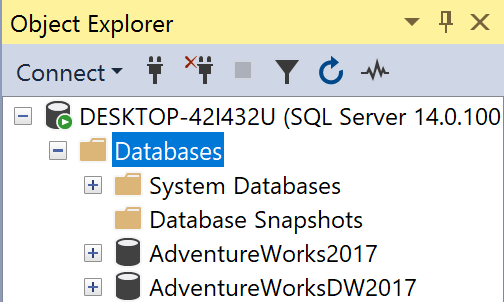 Object Explorer
Connect
DESKTOP-42I432U (SQL Server 14.0.100
Databases
System Databases
Database Snapshots
AdventureWorks2017
AdventureWorksDW2017